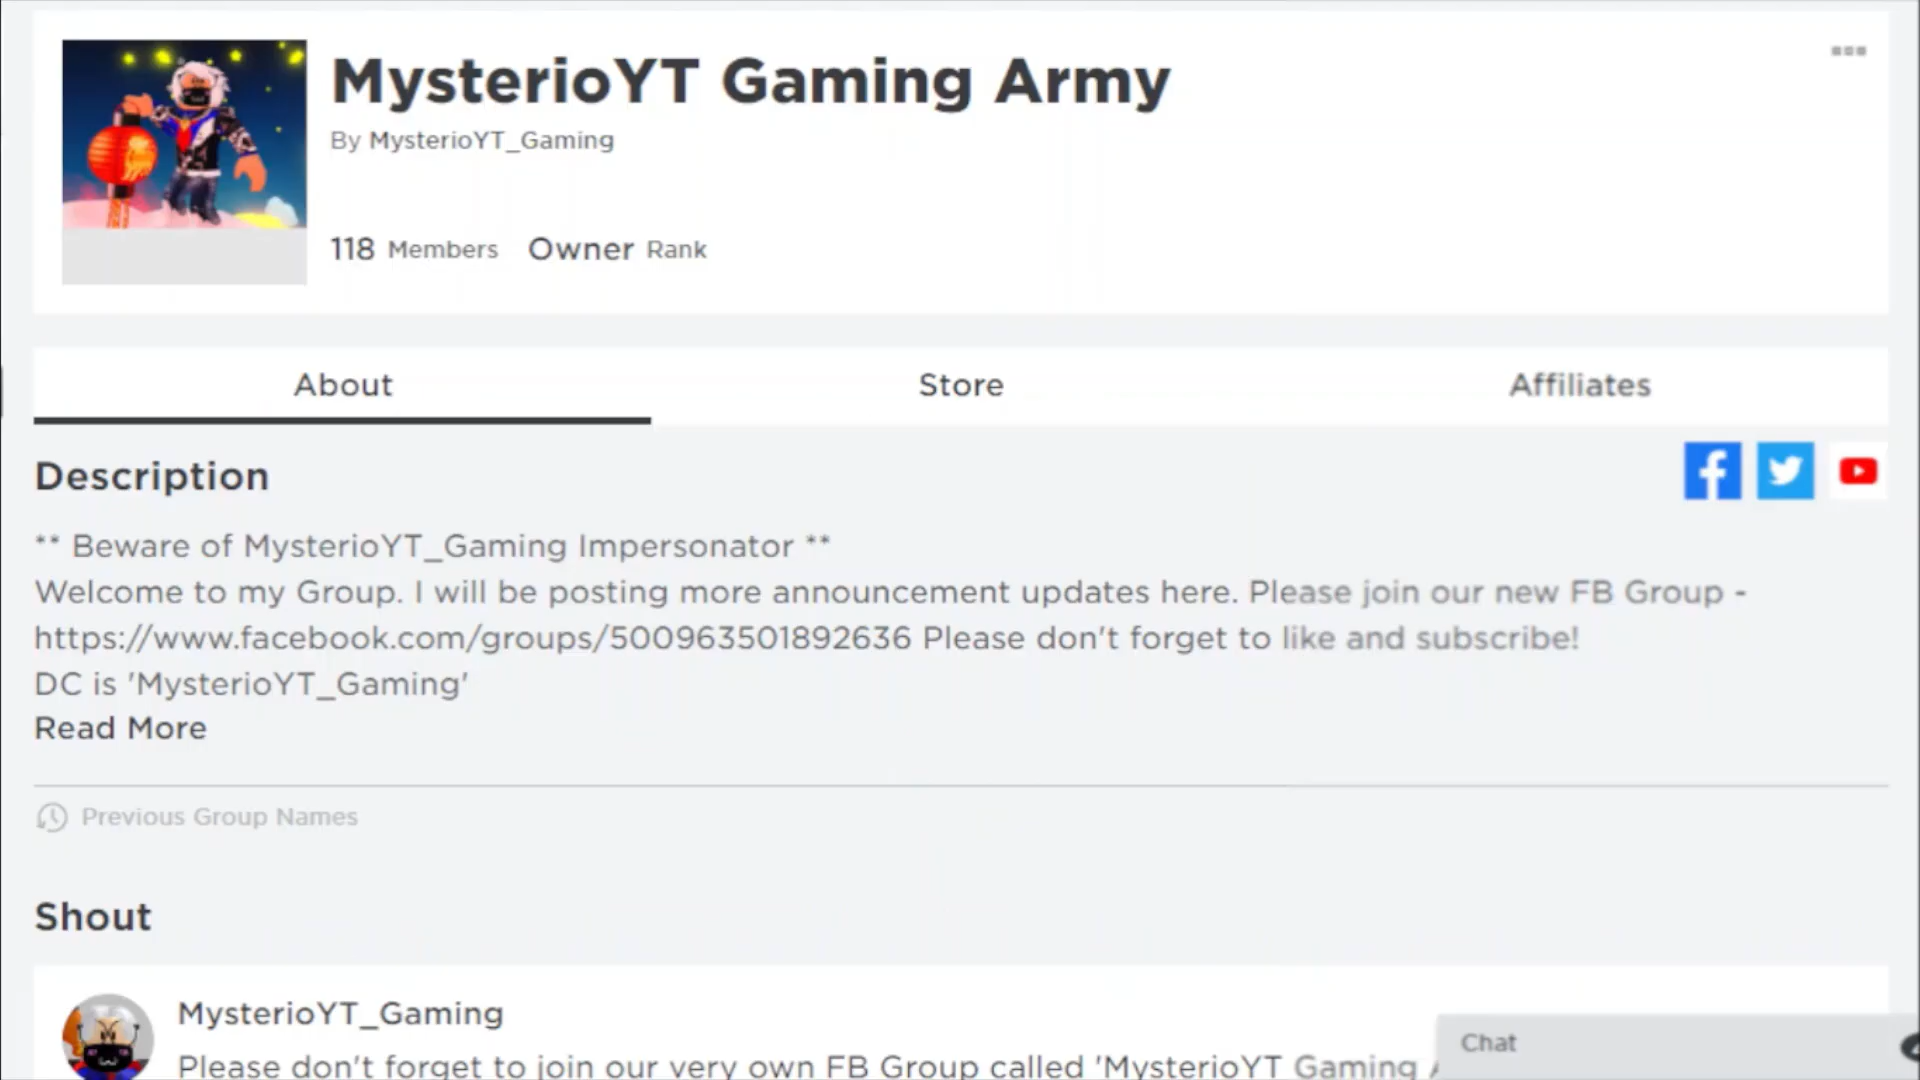 MysterioYT Gaming Army
By MysterioYT_Gaming
118 Members Owner Rank
About Store Affiliates
Description
** Beware of MysterioYT_Gaming Impersonator **
Welcome to my Group. I will be posting more announcement updates here. Please join our new FB Group -
https://www.facebook.com/groups/500963501892636 Please don't forget to like and subscribe!
DC is 'MysterioYT_Gaming'
Read More
Previous Group Names
Shout
MysterioYT_Gaming
Please don't forget to join our very own FB Group called 'MysterioYT Gaming
Chat